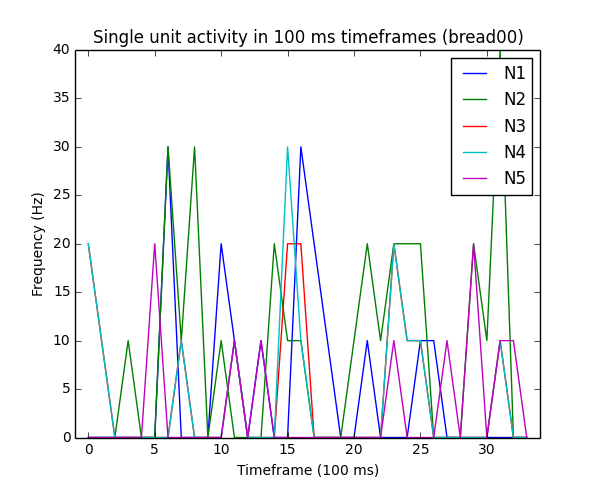 Single unit activity in 100 ms timeframes (bread00)
40
35
30
25
20
15
10
5
0
Frequency (Hz)
N1
N2
N3
N4
N5
0 5 10 15 20 25 30
Timeframe (100 ms)